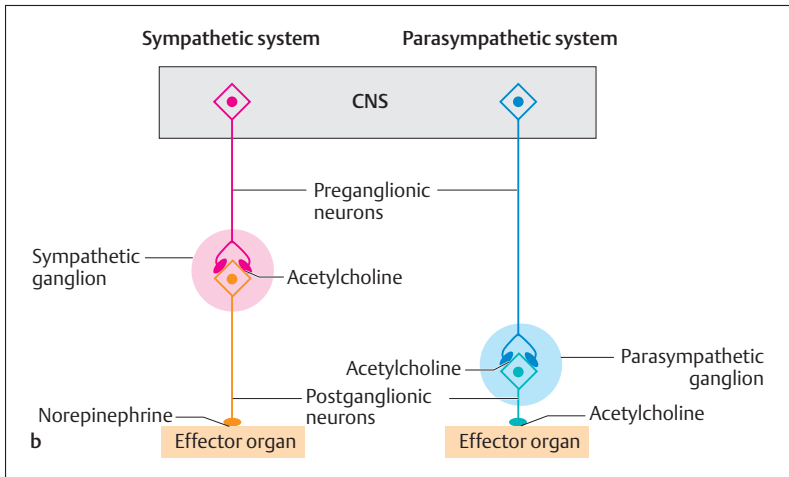 Sympathetic system
Parasympathetic system
CNS
Preganglionic
neurons
Sympathetic
ganglion
Acetylcholine
Acetylcholine
Parasympathetic
ganglion
Postganglionic
neurons
Norepinephrine
Acetylcholine
b
Effector organ
Effector organ